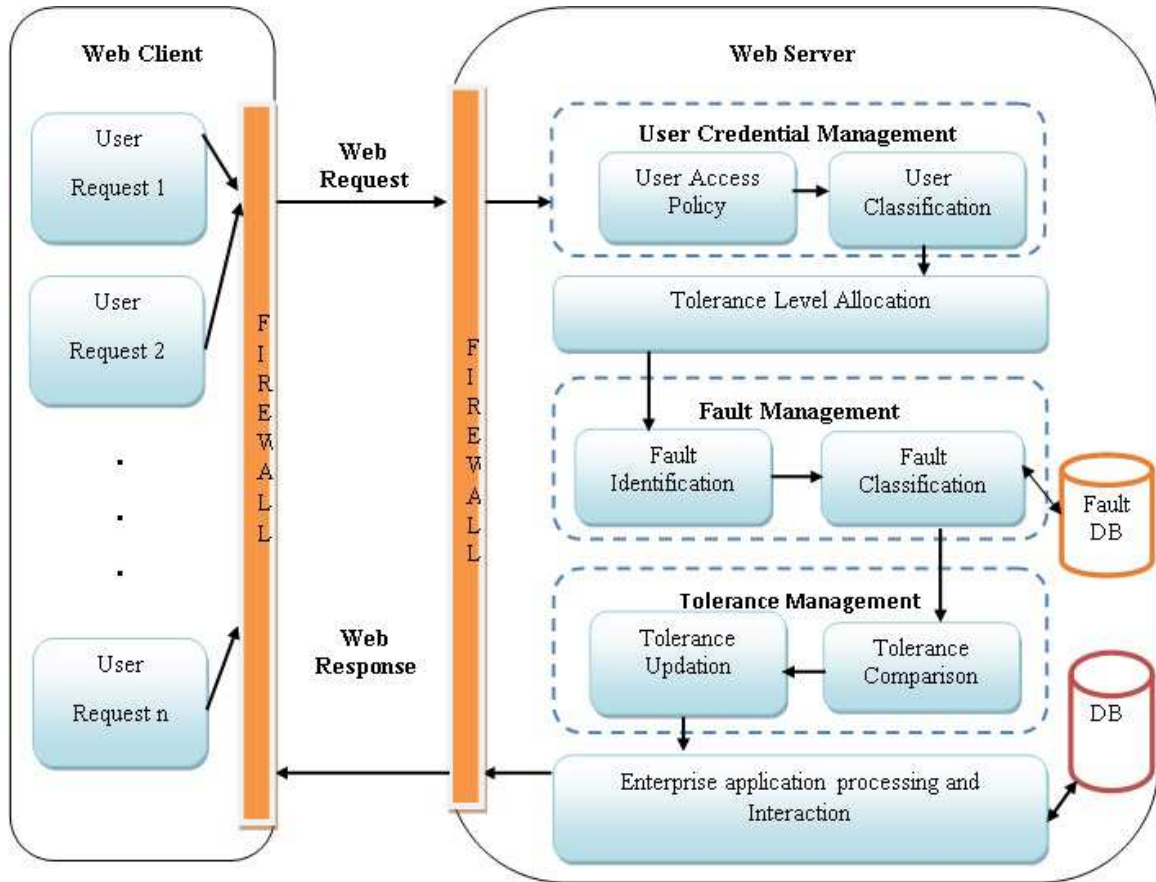 Web Client
User
Request 1
User
Request 2
.
.
.
User
Request n
F
I
R
E
W
A
L
L
Web
Request
Web
Response
F
I
R
E
W
A
L
L
Web Server
User Credential Management
User Access
Policy
User
Classification
Tolerance Level Allocation
Fault Management
Fault
Identification
Fault
Classification
Fault
DB
Tolerance Management
Tolerance
Updation
Tolerance
Comparison
DB
Enterprise application processing and
Interaction